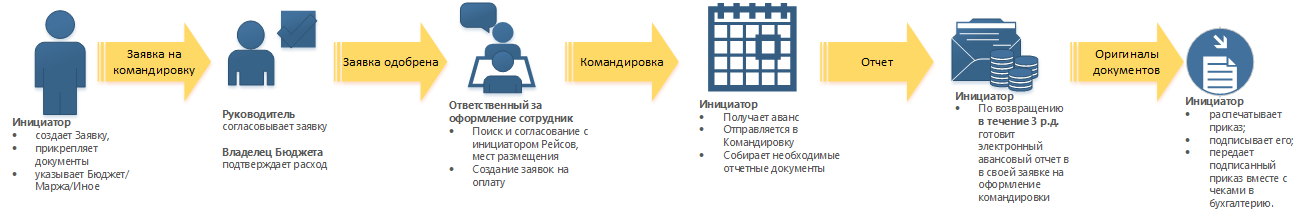 Заявка на
командировку
Заявка одобрена
Командировка
Отчет
Оригиналы
документов
Инициатор
• создает Заявку,
• прикрепляет
документы
• указывает Бюджет/
Маржа/Иное
Руководитель
согласовывает заявку
Владелец Бюджета
подтверждает расход
Ответственный за
оформление сотрудник
• Поиск и согласование с
инициатором Рейсов,
мест размещения
• Создание заявок на
оплату
Инициатор
• Получает аванс
• Отправляется в
Командировку
• Собирает необходимые
отчетные документы
Инициатор
• По возвращению
в течение 3 р.д.
готовит
электронный
авансовый отчет в
в своей заявке на
оформление
командировки
Инициатор
• распечатывает
приказ;
• подписывает его;
• передает
подписанный
приказ вместе с
чеками в
бухгалтерию.